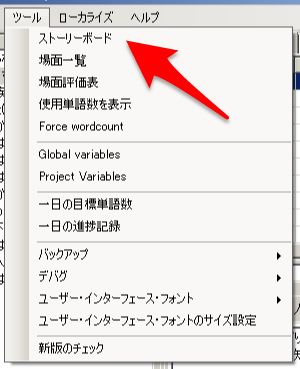 ツール ローカライズ ヘルプ
ストーリーボード
場面一覧
場面評価表
使用単語数を表示
Force wordcount
Global variables
Project Variables
一日の目標単語数
一日の進捗記録
バックアップ
デバグ
ユーザー・インターフェース・フォント
ユーザー・インターフェース・フォントのサイズ設定
新版のチェック